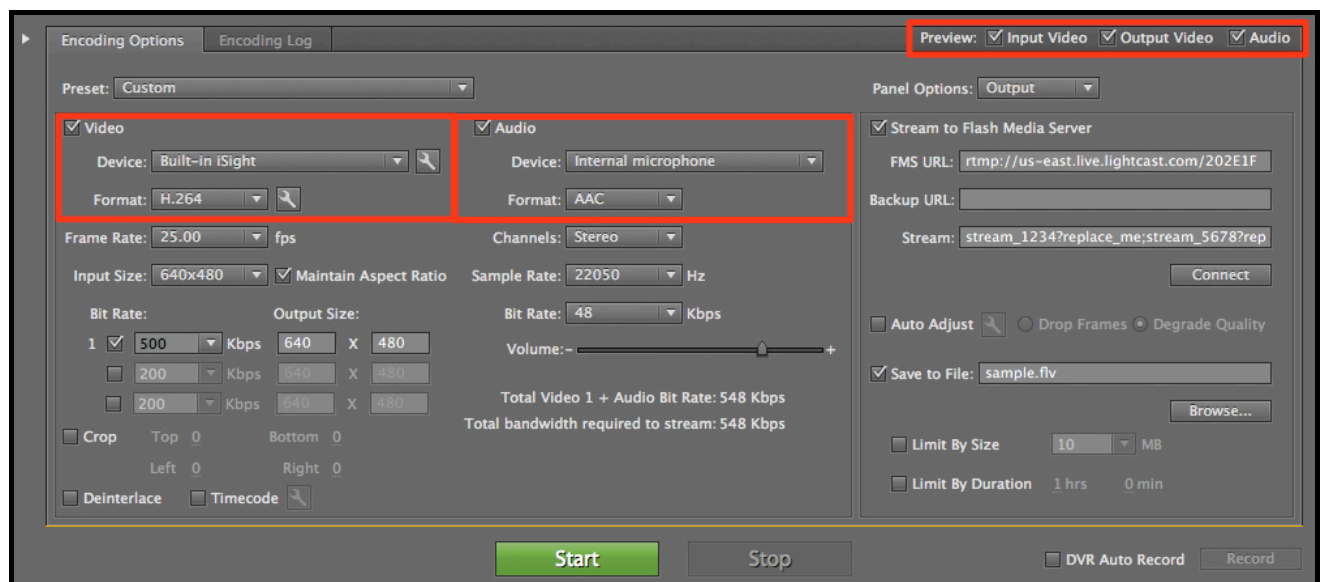 Encoding Options Encoding Log Preview: Input Video Output Video Audio
Preset: Custom Panel Options: Output
Video Audio Stream to Flash Media Server
Device: Built-in iSight Device: Internal microphone FMS URL: rtmp://us-east.live.lightcast.com/202E1F
Format: H.264 Format: AAC Backup URL:
Frame Rate: 25.00 fps Channels: Stereo Stream: stream_1234?replace_me;stream_5678?rep
Input Size: 640x480 Maintain Aspect Ratio Sample Rate: 22050 Hz Connect
Bit Rate: Output Size: Bit Rate: 48 Kbps
Auto Adjust Drop Frames Degrade Quality
1 500 Kbps 640 X 480 Volume: - +
200 Kbps 640 X 480 Save to File: sample.flv
200 Kbps 640 X 480 Total Video 1 + Audio Bit Rate: 548 Kbps Browse...
Total bandwidth required to stream: 548 Kbps
Crop Top 0 Bottom 0 Limit By Size 10 MB
Left 0 Right 0
Deinterlace Timecode Limit By Duration 1 hrs 0 min
Start Stop DVR Auto Record Record